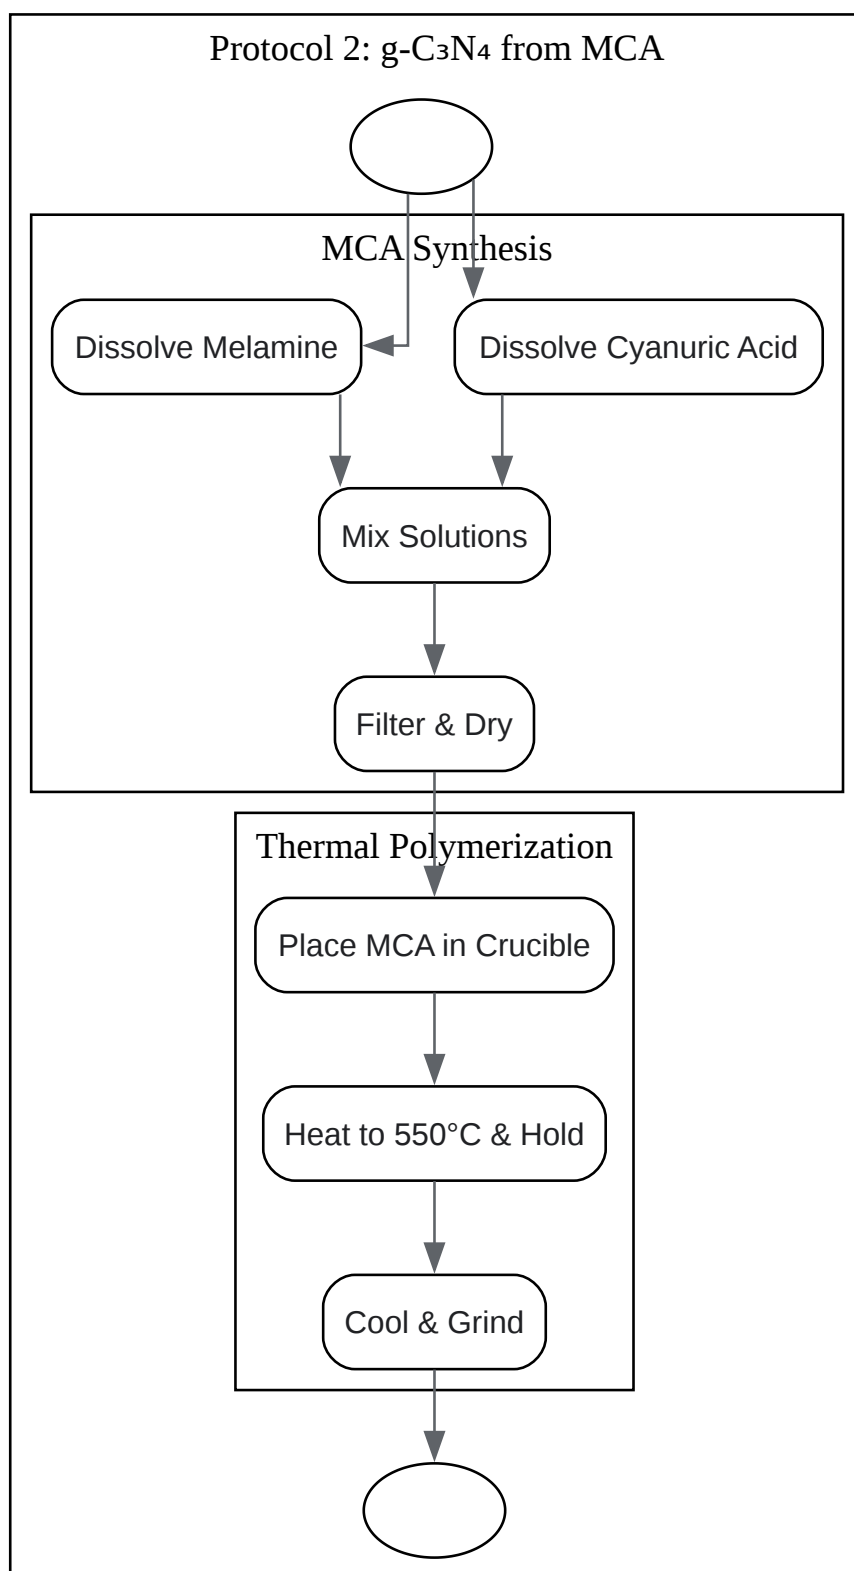 Protocol 2: g-C₃N₄ from MCA
MCA Synthesis
Dissolve Melamine
Dissolve Cyanuric Acid
Mix Solutions
Filter & Dry
Thermal Polymerization
Place MCA in Crucible
Heat to 550°C & Hold
Cool & Grind